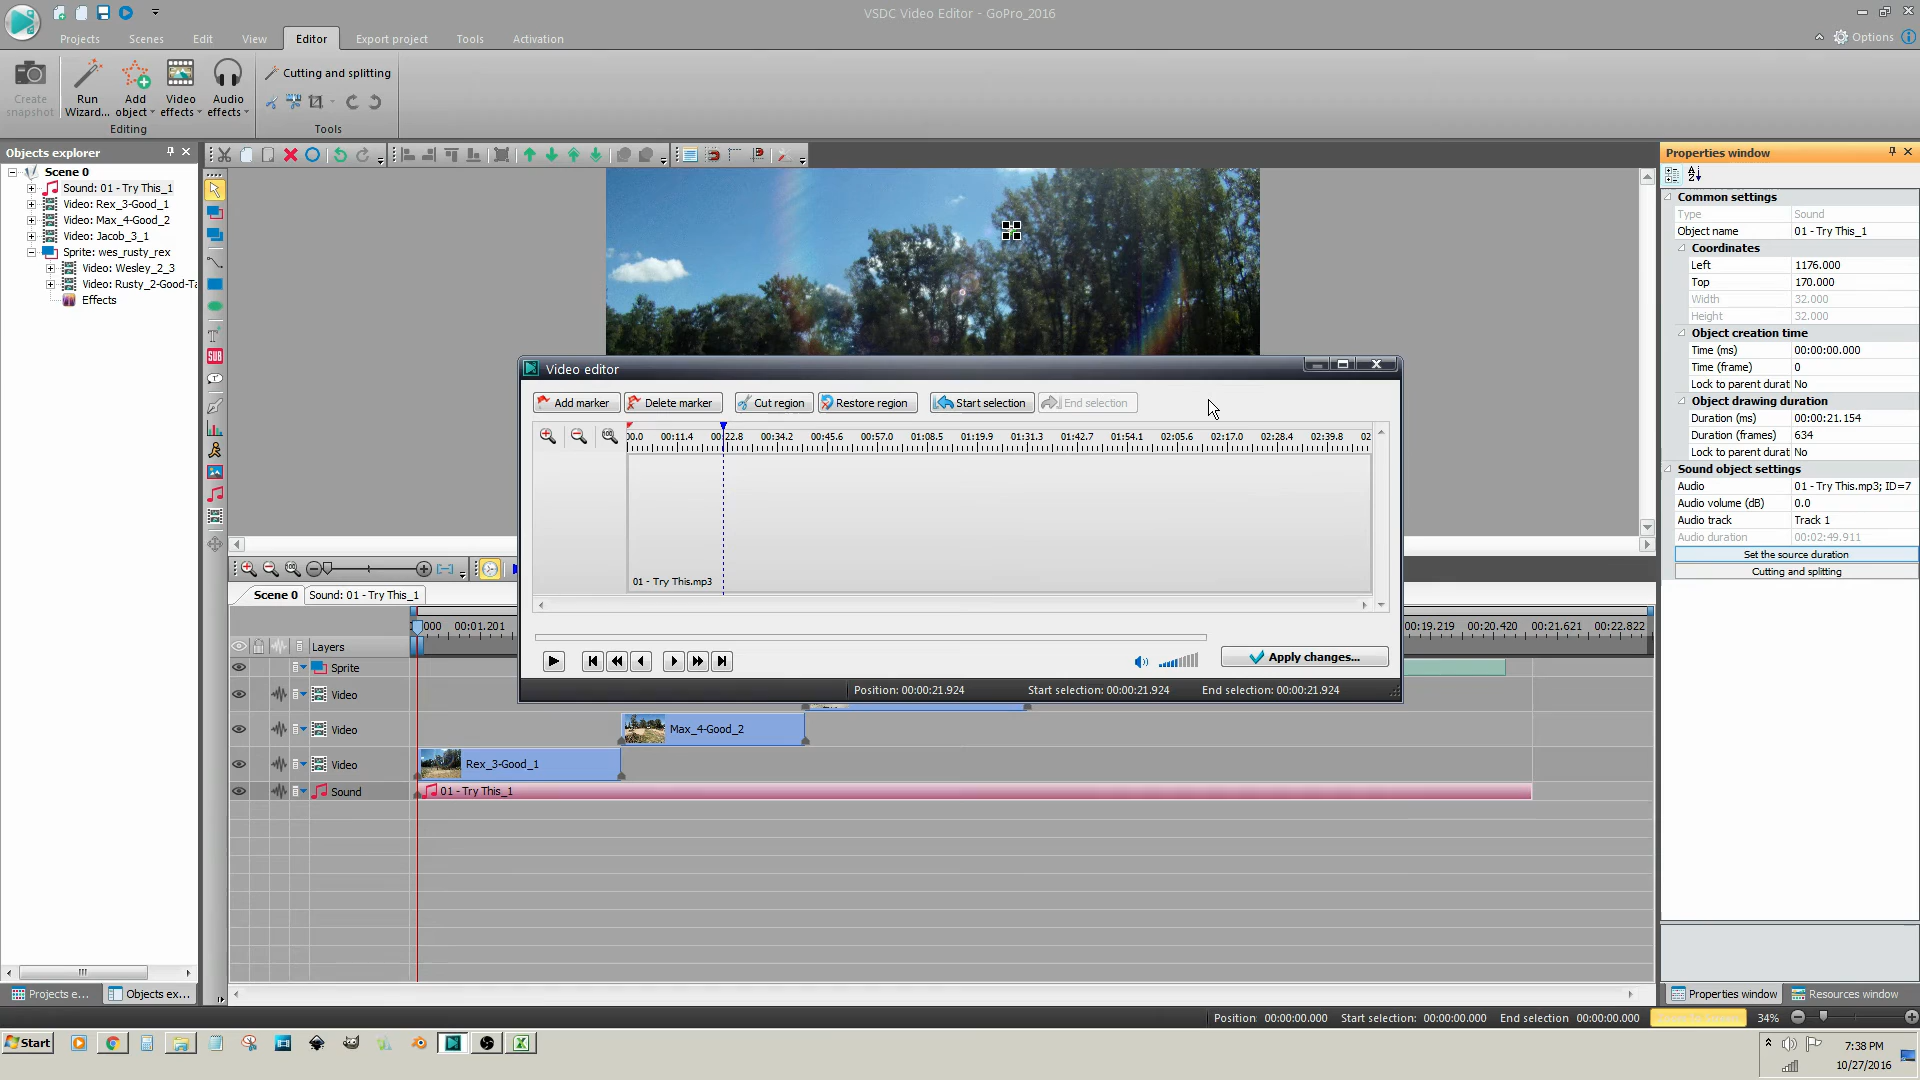 VSDC Video Editor - GoPro_2016
Projects Scenes Edit View Editor Export project Tools Activation
Options
Create snapshot
Run Wizard...
Add object
Video effects
Audio effects
Cutting and splitting
Editing
Tools
Objects explorer
Scene 0
Sound: 01 - Try This_1
Video: Rex_3-Good_1
Video: Max_4-Good_2
Video: Jacob_3_1
Sprite: wes_rusty_rex
Video: Wesley_2_3
Video: Rusty_2-Good-Ta
Effects
SUB
Properties window
Common settings
Type Sound
Object name 01 - Try This_1
Coordinates
Left 1176.000
Top 170.000
Width 32.000
Height 32.000
Object creation time
Time (ms) 00:00:00.000
Time (frame) 0
Lock to parent durat No
Object drawing duration
Duration (ms) 00:00:21.154
Duration (frames) 634
Lock to parent durat No
Sound object settings
Audio 01 - Try This.mp3; ID=7
Audio volume (dB) 0.0
Audio track Track 1
Audio duration 00:02:49.911
Set the source duration
Cutting and splitting
Video editor
Add marker Delete marker Cut region Restore region Start selection End selection
00.0 00:11.4 00:22.8 00:34.2 00:45.6 00:57.0 01:08.5 01:19.9 01:31.3 01:42.7 01:54.1 02:05.6 02:17.0 02:28.4 02:39.8 02
01 - Try This.mp3
Apply changes...
Position: 00:00:21.924 Start selection: 00:00:21.924 End selection: 00:00:21.924
Scene 0 Sound: 01 - Try This_1
000 00:01.201 00:19.219 00:20.420 00:21.621 00:22.822
Layers
Sprite
Video
Video Max_4-Good_2
Video Rex_3-Good_1
Sound 01 - Try This_1
Projects e... Objects ex...
Properties window Resources window
Position: 00:00:00.000 Start selection: 00:00:00.000 End selection 00:00:00.000 34%
Start
7:38 PM
10/27/2016